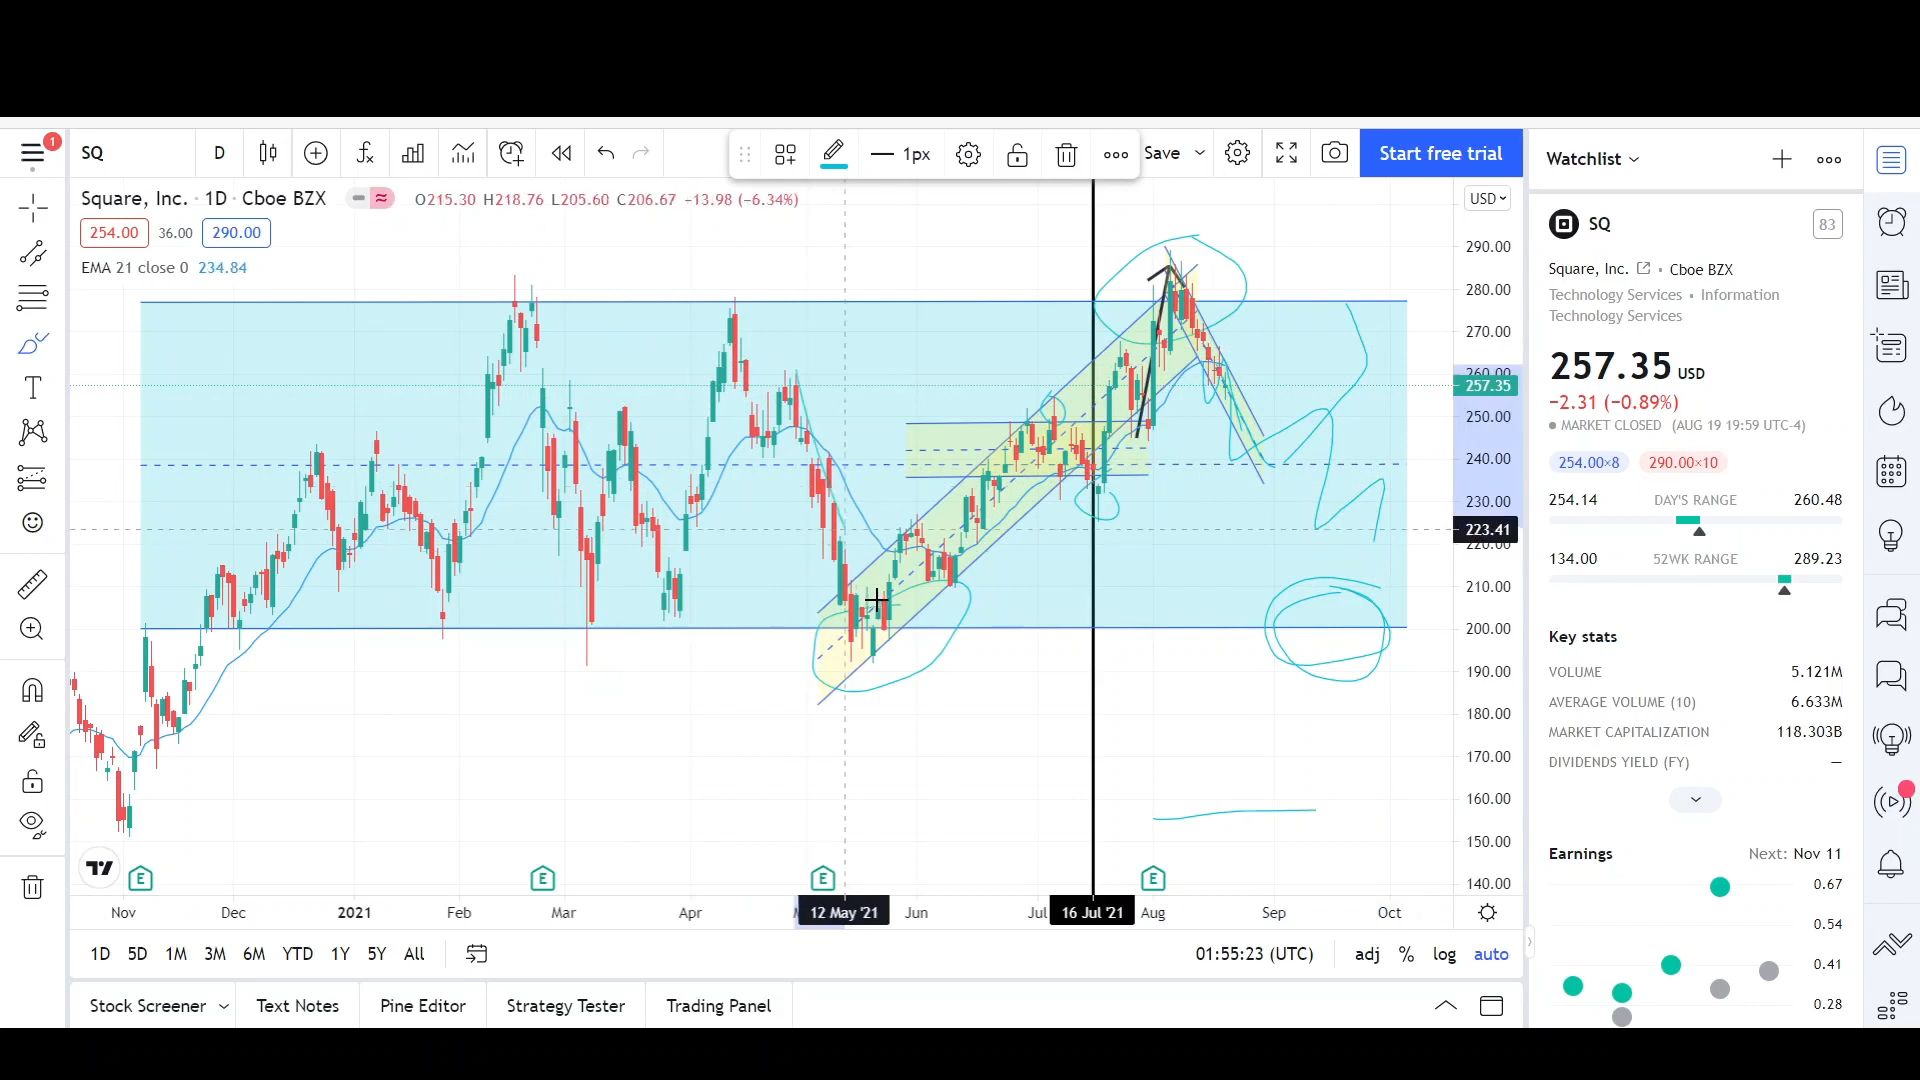 1
SQ D 1px Save Start free trial
Square, Inc. · 1D · Cboe BZX O215.30 H218.76 L205.60 C206.67 −13.98 (−6.34%) USD
254.00 36.00 290.00
EMA 21 close 0 234.84
290.00
280.00
270.00
260.00
257.35
250.00
240.00
230.00
223.41
220.00
210.00
200.00
190.00
180.00
170.00
160.00
150.00
140.00
E E E E
Nov Dec 2021 Feb Mar Apr 12 May '21 Jun Jul 16 Jul '21 Aug Sep Oct
1D 5D 1M 3M 6M YTD 1Y 5Y All 01:55:23 (UTC) adj % log auto
Stock Screener Text Notes Pine Editor Strategy Tester Trading Panel
Watchlist
SQ 83
Square, Inc. • Cboe BZX
Technology Services • Information
Technology Services
257.35 USD
−2.31 (−0.89%)
MARKET CLOSED (AUG 19 19:59 UTC-4)
254.00×8 290.00×10
254.14 DAY'S RANGE 260.48
134.00 52WK RANGE 289.23
Key stats
VOLUME 5.121M
AVERAGE VOLUME (10) 6.633M
MARKET CAPITALIZATION 118.303B
DIVIDENDS YIELD (FY) —
Earnings Next: Nov 11
0.67
0.54
0.41
0.28